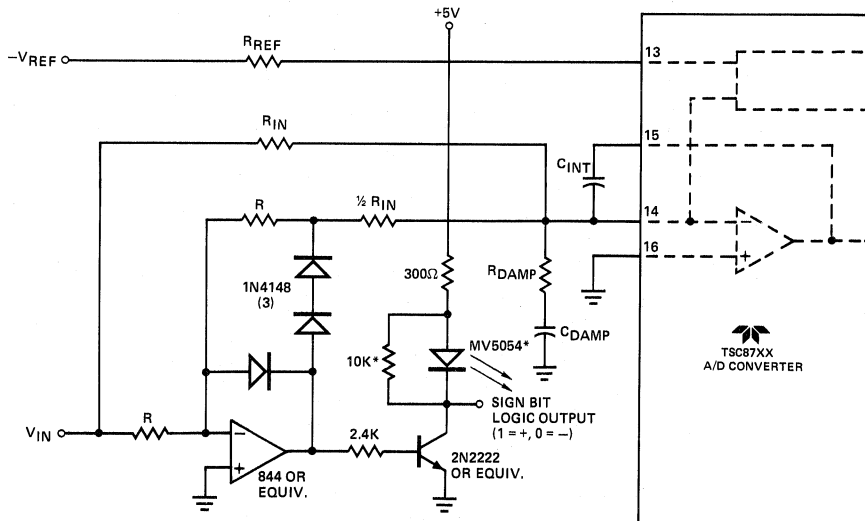 +5V
RREF
−VREF
13
RIN
15
CINT
R
½ RIN
14
16
1N4148
(3)
300Ω
RDAMP
CDAMP
10K*
MV5054*
TSC87XX
A/D CONVERTER
SIGN BIT
LOGIC OUTPUT
(1 = +, 0 = −)
VIN
R
−
+
−
+
2.4K
844 OR
EQUIV.
2N2222
OR EQUIV.